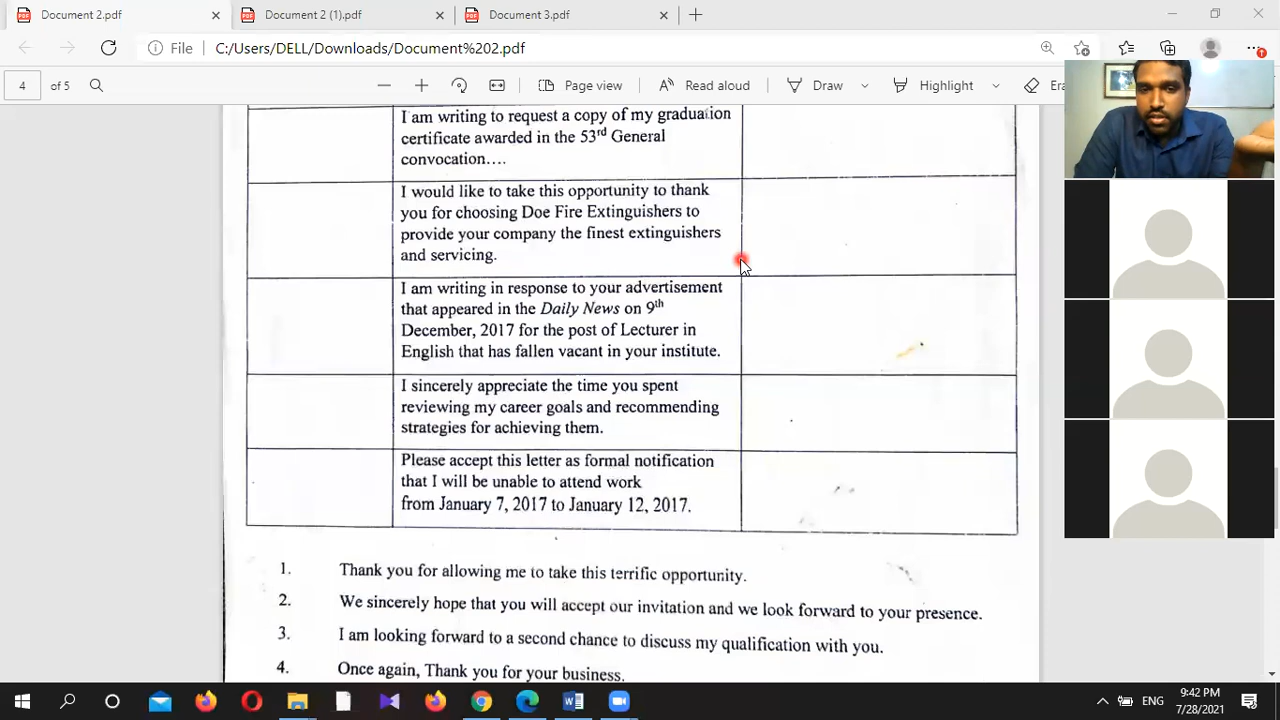 Document 2.pdf
Document 2 (1).pdf
Document 3.pdf
File
C:/Users/DELL/Downloads/Document%202.pdf
4 of 5
Page view
Read aloud
Draw
Highlight
Era
I am writing to request a copy of my graduation
certificate awarded in the 53rd General
convocation….
I would like to take this opportunity to thank
you for choosing Doe Fire Extinguishers to
provide your company the finest extinguishers
and servicing.
I am writing in response to your advertisement
that appeared in the Daily News on 9th
December, 2017 for the post of Lecturer in
English that has fallen vacant in your institute.
I sincerely appreciate the time you spent
reviewing my career goals and recommending
strategies for achieving them.
Please accept this letter as formal notification
that I will be unable to attend work
from January 7, 2017 to January 12, 2017.
1. Thank you for allowing me to take this terrific opportunity.
2. We sincerely hope that you will accept our invitation and we look forward to your presence.
3. I am looking forward to a second chance to discuss my qualification with you.
4. Once again, Thank you for your business.
ENG
9:42 PM
7/28/2021